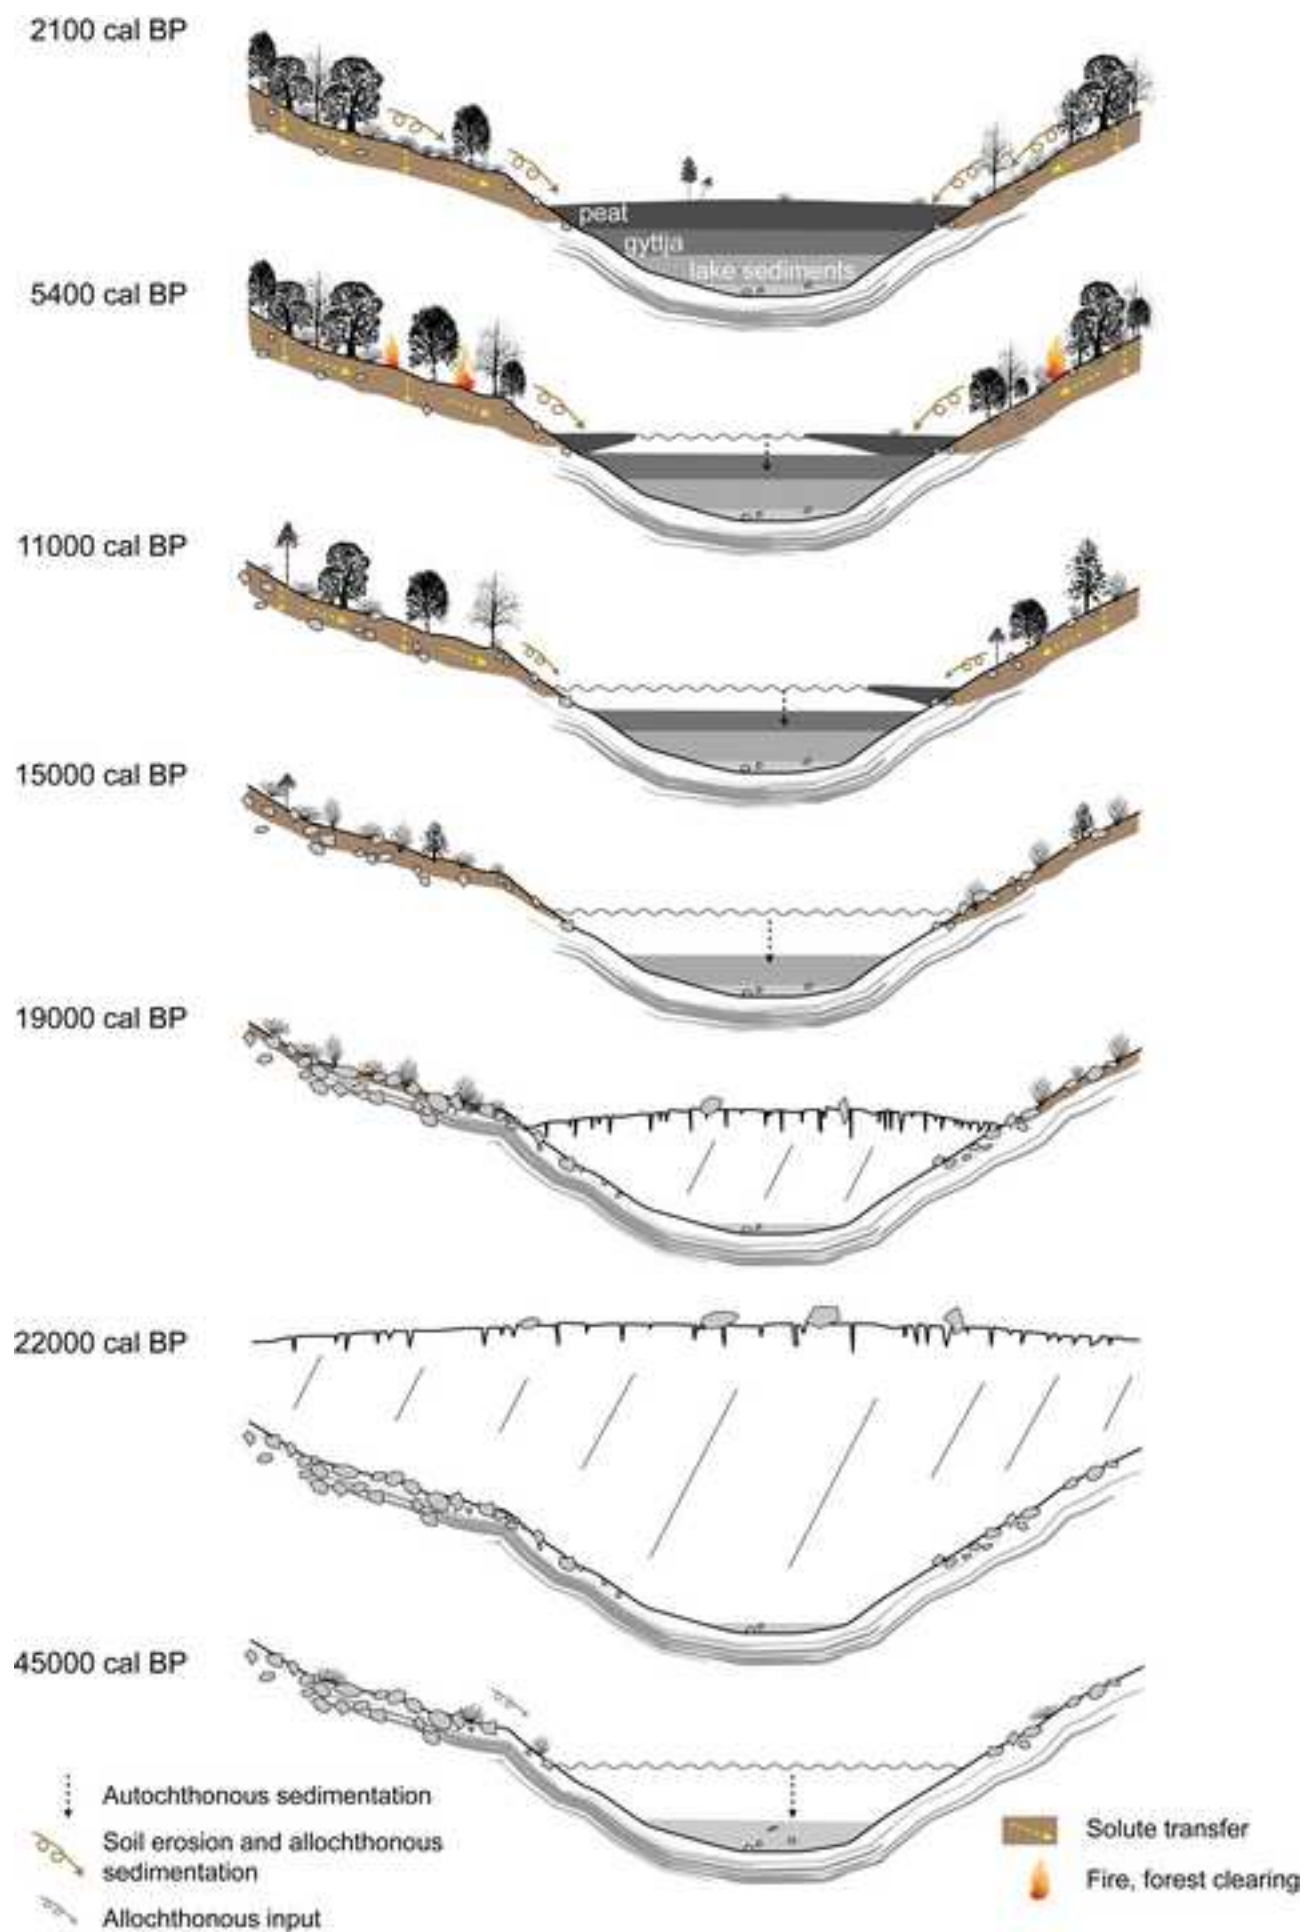 2100 cal BP
peat
gyttja
lake sediments
5400 cal BP
11000 cal BP
15000 cal BP
19000 cal BP
22000 cal BP
45000 cal BP
Autochthonous sedimentation
Soil erosion and allochthonous
sedimentation
Allochthonous input
Solute transfer
Fire, forest clearing